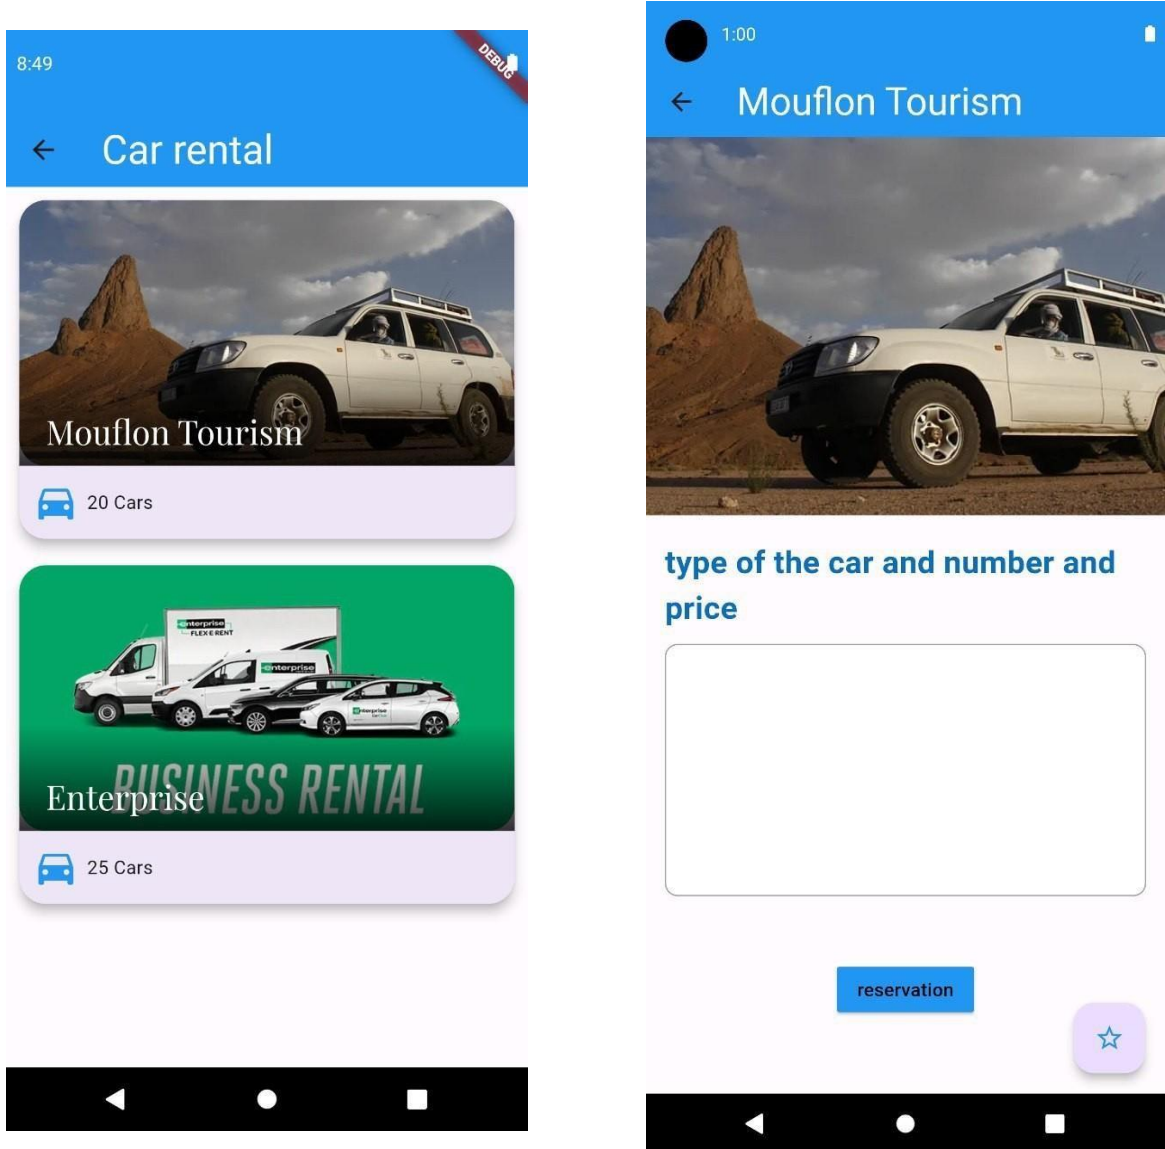 8:49
DEBUG
Car rental
Mouflon Tourism
20 Cars
enterprise
FLEX-E-RENT
enterprise
enterprise
BUSINESS RENTAL
Enterprise
25 Cars
1:00
Mouflon Tourism
type of the car and number and
price
reservation